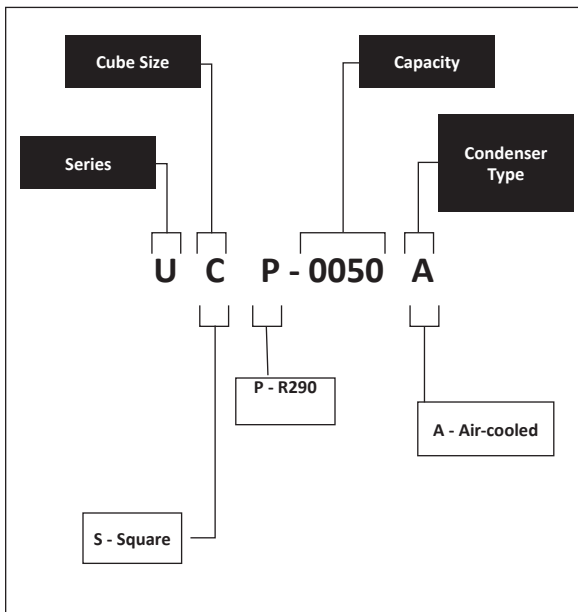 Cube Size
Capacity
Series
Condenser
Type
U C P - 0050 A
P - R290
A - Air-cooled
S - Square